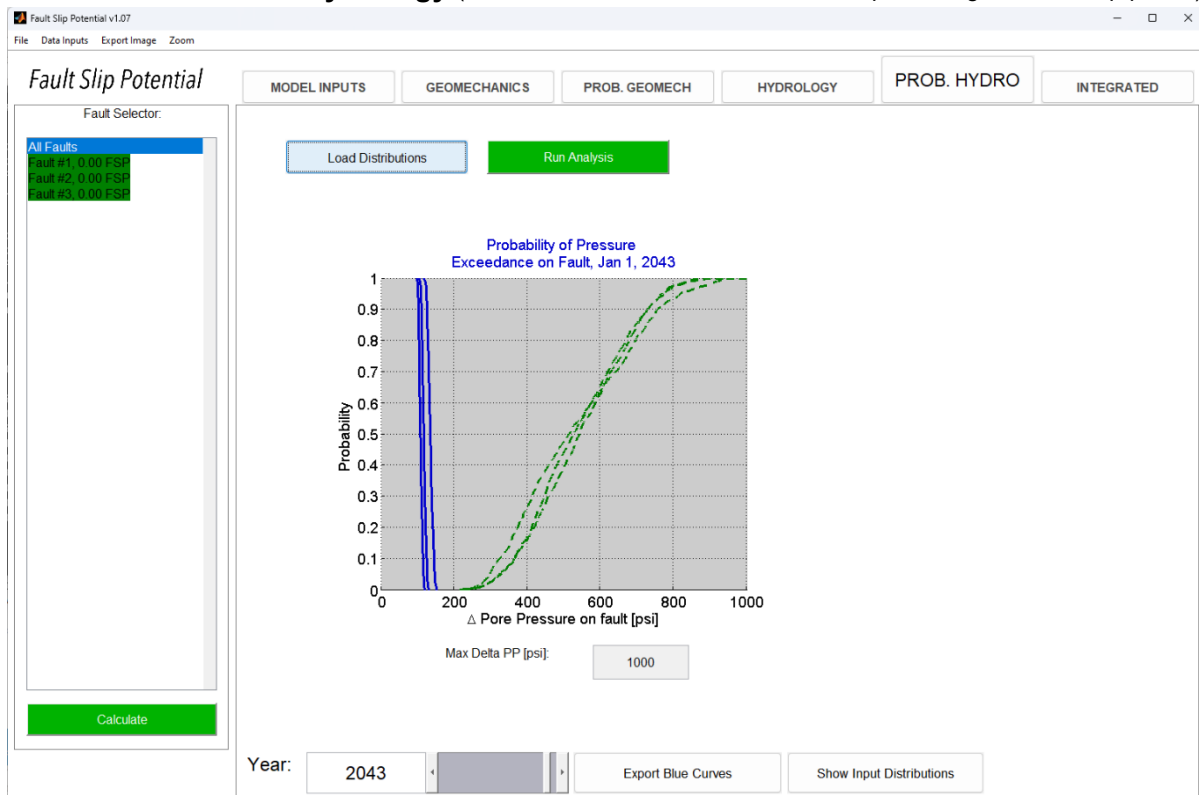 Fault Slip Potential v1.07
File Data Inputs Export Image Zoom
Fault Slip Potential
MODEL INPUTS GEOMECHANICS PROB. GEOMECH HYDROLOGY PROB. HYDRO INTEGRATED
Fault Selector:
All Faults
Fault #1, 0.00 FSP
Fault #2, 0.00 FSP
Fault #3, 0.00 FSP
Calculate
Load Distributions Run Analysis
Probability of Pressure
Exceedance on Fault, Jan 1, 2043
Probability
1
0.9
0.8
0.7
0.6
0.5
0.4
0.3
0.2
0.1
0
0 200 400 600 800 1000
Δ Pore Pressure on fault [psi]
Max Delta PP [psi]: 1000
Year: 2043 Export Blue Curves Show Input Distributions